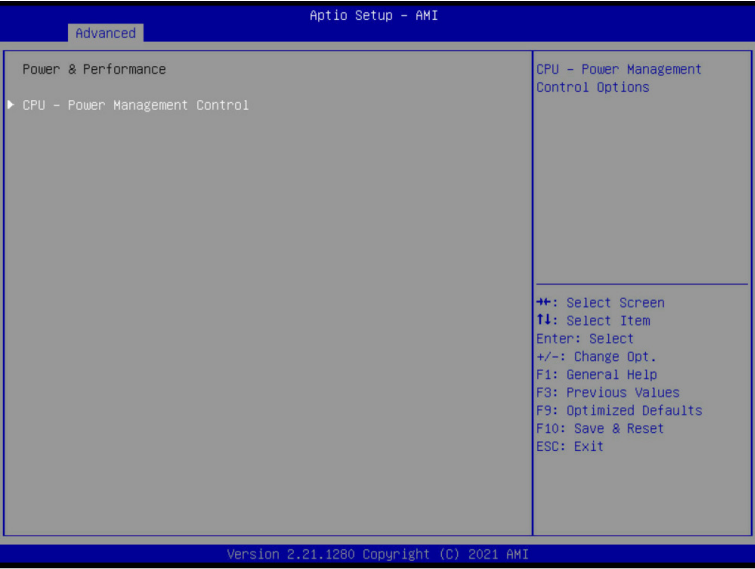 Aptio Setup – AMI
Advanced
Power & Performance
CPU – Power Management Control
CPU – Power Management
Control Options
→←: Select Screen
↑↓: Select Item
Enter: Select
+/-: Change Opt.
F1: General Help
F3: Previous Values
F9: Optimized Defaults
F10: Save & Reset
ESC: Exit
Version 2.21.1280 Copyright (C) 2021 AMI